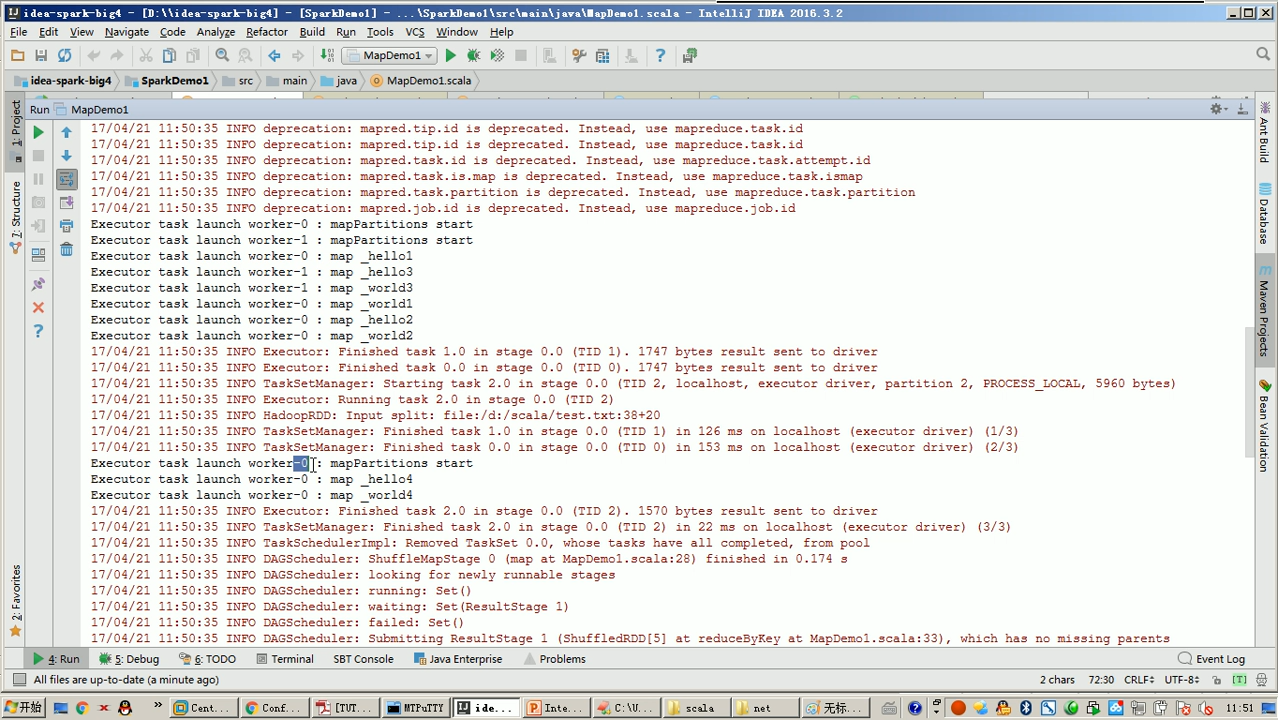 idea-spark-big4 - [D:\\idea-spark-big4] - [SparkDemo1] - ...\SparkDemo1\src\main\java\MapDemo1.scala - IntelliJ IDEA 2016.3.2
File Edit View Navigate Code Analyze Refactor Build Run Tools VCS Window Help
MapDemo1
idea-spark-big4 SparkDemo1 src main java MapDemo1.scala
Run MapDemo1
17/04/21 11:50:35 INFO deprecation: mapred.tip.id is deprecated. Instead, use mapreduce.task.id
17/04/21 11:50:35 INFO deprecation: mapred.tip.id is deprecated. Instead, use mapreduce.task.id
17/04/21 11:50:35 INFO deprecation: mapred.task.id is deprecated. Instead, use mapreduce.task.attempt.id
17/04/21 11:50:35 INFO deprecation: mapred.task.is.map is deprecated. Instead, use mapreduce.task.ismap
17/04/21 11:50:35 INFO deprecation: mapred.task.partition is deprecated. Instead, use mapreduce.task.partition
17/04/21 11:50:35 INFO deprecation: mapred.job.id is deprecated. Instead, use mapreduce.job.id
Executor task launch worker-0 : mapPartitions start
Executor task launch worker-1 : mapPartitions start
Executor task launch worker-0 : map _hello1
Executor task launch worker-1 : map _hello3
Executor task launch worker-1 : map _world3
Executor task launch worker-0 : map _world1
Executor task launch worker-0 : map _hello2
Executor task launch worker-0 : map _world2
17/04/21 11:50:35 INFO Executor: Finished task 1.0 in stage 0.0 (TID 1). 1747 bytes result sent to driver
17/04/21 11:50:35 INFO Executor: Finished task 0.0 in stage 0.0 (TID 0). 1747 bytes result sent to driver
17/04/21 11:50:35 INFO TaskSetManager: Starting task 2.0 in stage 0.0 (TID 2, localhost, executor driver, partition 2, PROCESS_LOCAL, 5960 bytes)
17/04/21 11:50:35 INFO Executor: Running task 2.0 in stage 0.0 (TID 2)
17/04/21 11:50:35 INFO HadoopRDD: Input split: file:/d:/scala/test.txt:38+20
17/04/21 11:50:35 INFO TaskSetManager: Finished task 1.0 in stage 0.0 (TID 1) in 126 ms on localhost (executor driver) (1/3)
17/04/21 11:50:35 INFO TaskSetManager: Finished task 0.0 in stage 0.0 (TID 0) in 153 ms on localhost (executor driver) (2/3)
Executor task launch worker-0 : mapPartitions start
Executor task launch worker-0 : map _hello4
Executor task launch worker-0 : map _world4
17/04/21 11:50:35 INFO Executor: Finished task 2.0 in stage 0.0 (TID 2). 1570 bytes result sent to driver
17/04/21 11:50:35 INFO TaskSetManager: Finished task 2.0 in stage 0.0 (TID 2) in 22 ms on localhost (executor driver) (3/3)
17/04/21 11:50:35 INFO TaskSchedulerImpl: Removed TaskSet 0.0, whose tasks have all completed, from pool
17/04/21 11:50:35 INFO DAGScheduler: ShuffleMapStage 0 (map at MapDemo1.scala:28) finished in 0.174 s
17/04/21 11:50:35 INFO DAGScheduler: looking for newly runnable stages
17/04/21 11:50:35 INFO DAGScheduler: running: Set()
17/04/21 11:50:35 INFO DAGScheduler: waiting: Set(ResultStage 1)
17/04/21 11:50:35 INFO DAGScheduler: failed: Set()
17/04/21 11:50:35 INFO DAGScheduler: Submitting ResultStage 1 (ShuffledRDD[5] at reduceByKey at MapDemo1.scala:33), which has no missing parents
1: Project
7: Structure
2: Favorites
Ant Build
Database
Maven Projects
Bean Validation
4: Run 5: Debug 6: TODO Terminal SBT Console Java Enterprise Problems Event Log
All files are up-to-date (a minute ago) 2 chars 72:30 CRLF UTF-8
开始 Cent... Conf... [TUT... MTPuTTY ide... Inte... C:\U... scala net 无标... 11:51